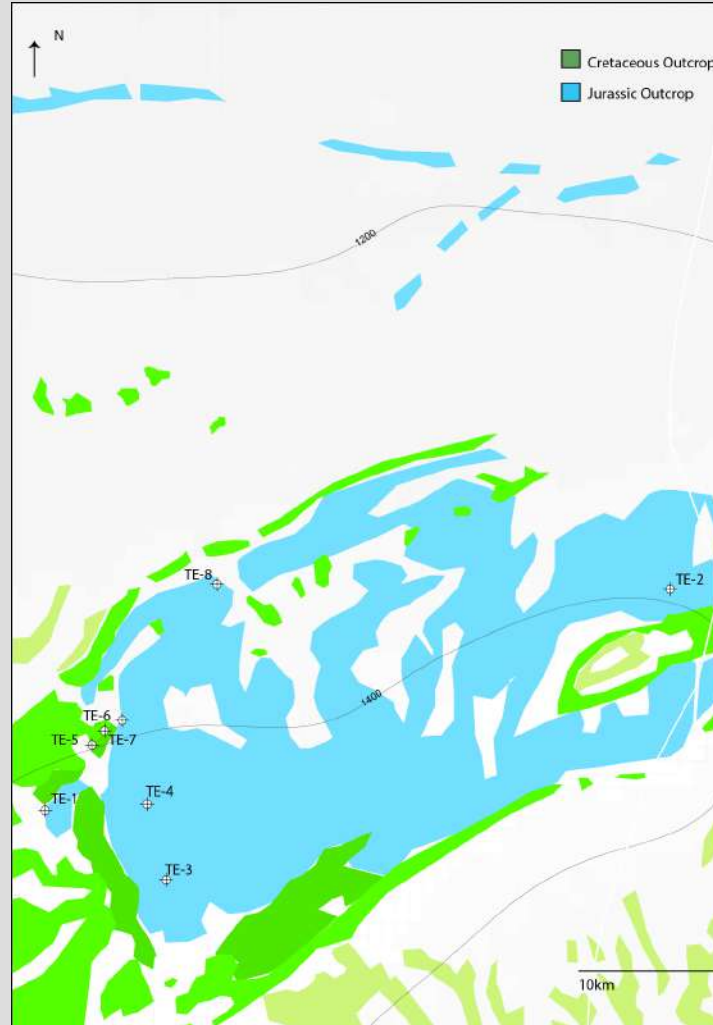 N
Cretaceous Outcrop
Jurassic Outcrop
1200
TE-8
TE-2
1400
TE-6
TE-7
TE-5
TE-1
TE-4
TE-3
10km